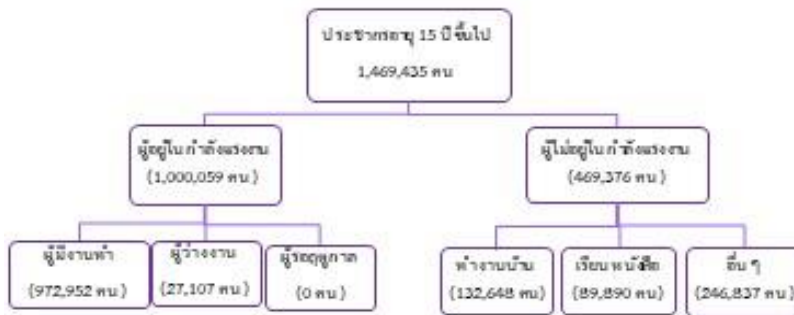 ประชากรอายุ 15 ปีขึ้นไป
1,469,435 คน
ผู้อยู่ในกำลังแรงงาน
(1,000,059 คน)
ผู้ไม่อยู่ในกำลังแรงงาน
(469,376 คน)
ผู้มีงานทำ
(972,952 คน)
ผู้ว่างงาน
(27,107 คน)
ผู้รอฤดูกาล
(0 คน)
ทำงานบ้าน
(132,648 คน)
เรียนหนังสือ
(89,890 คน)
อื่น ๆ
(246,837 คน)